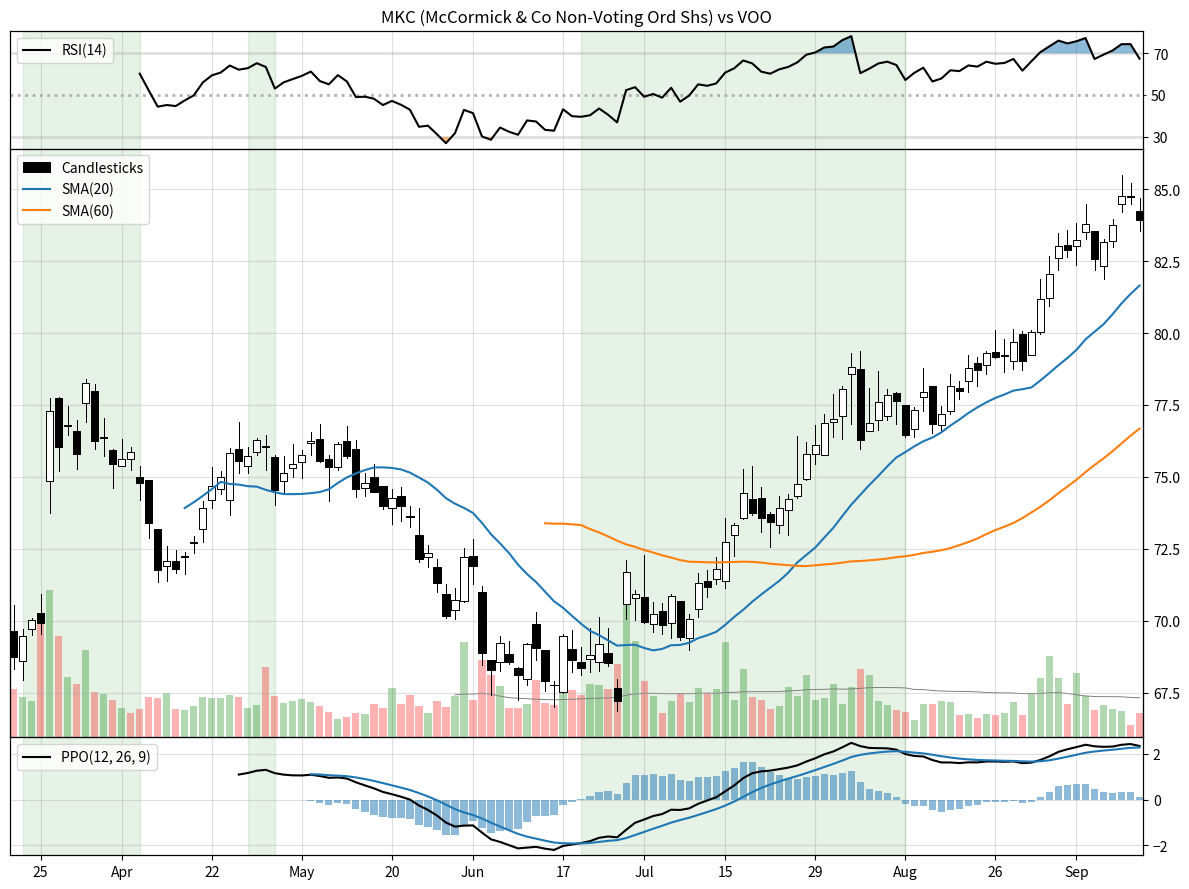 MKC (McCormick & Co Non-Voting Ord Shs) vs VOO
RSI(14)
70
50
30
Candlesticks
SMA(20)
SMA(60)
85.0
82.5
80.0
77.5
75.0
72.5
70.0
67.5
PPO(12, 26, 9)
2
0
−2
25 Apr 22 May 20 Jun 17 Jul 15 29 Aug 26 Sep